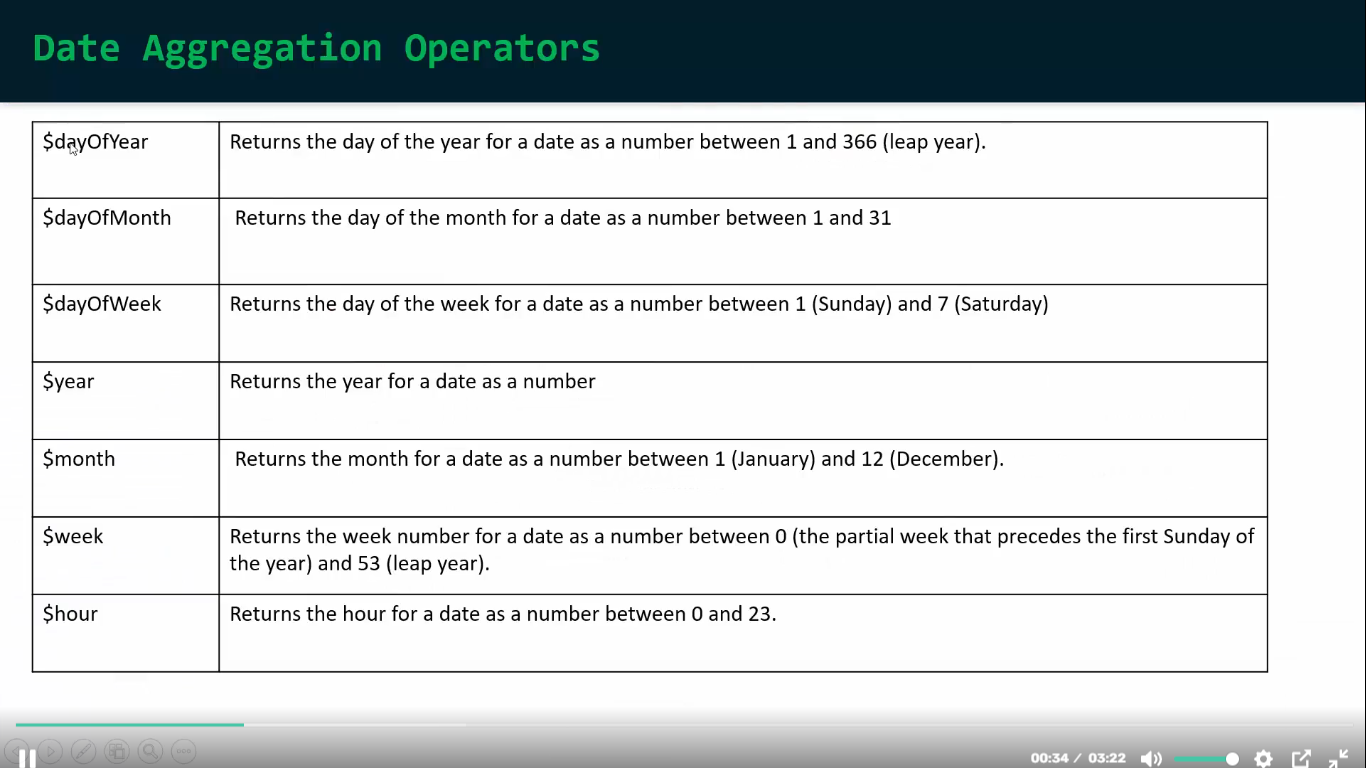 Date Aggregation Operators
$dayOfYear
Returns the day of the year for a date as a number between 1 and 366 (leap year).
$dayOfMonth
Returns the day of the month for a date as a number between 1 and 31
$dayOfWeek
Returns the day of the week for a date as a number between 1 (Sunday) and 7 (Saturday)
$year
Returns the year for a date as a number
$month
Returns the month for a date as a number between 1 (January) and 12 (December).
$week
Returns the week number for a date as a number between 0 (the partial week that precedes the first Sunday of
the year) and 53 (leap year).
$hour
Returns the hour for a date as a number between 0 and 23.
00:34 / 03:22